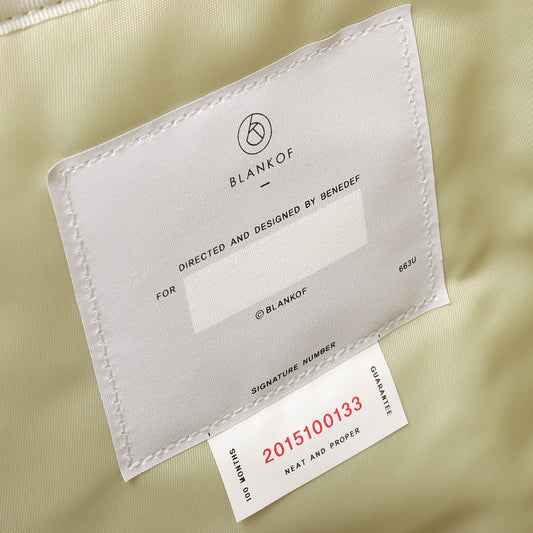 BLANKOF
DIRECTED AND DESIGNED BY BENEDEF
FOR
©BLANKOF
663U
SIGNATURE NUMBER
100 MONTHS
2015100133
GUARANTEE
NEAT AND PROPER